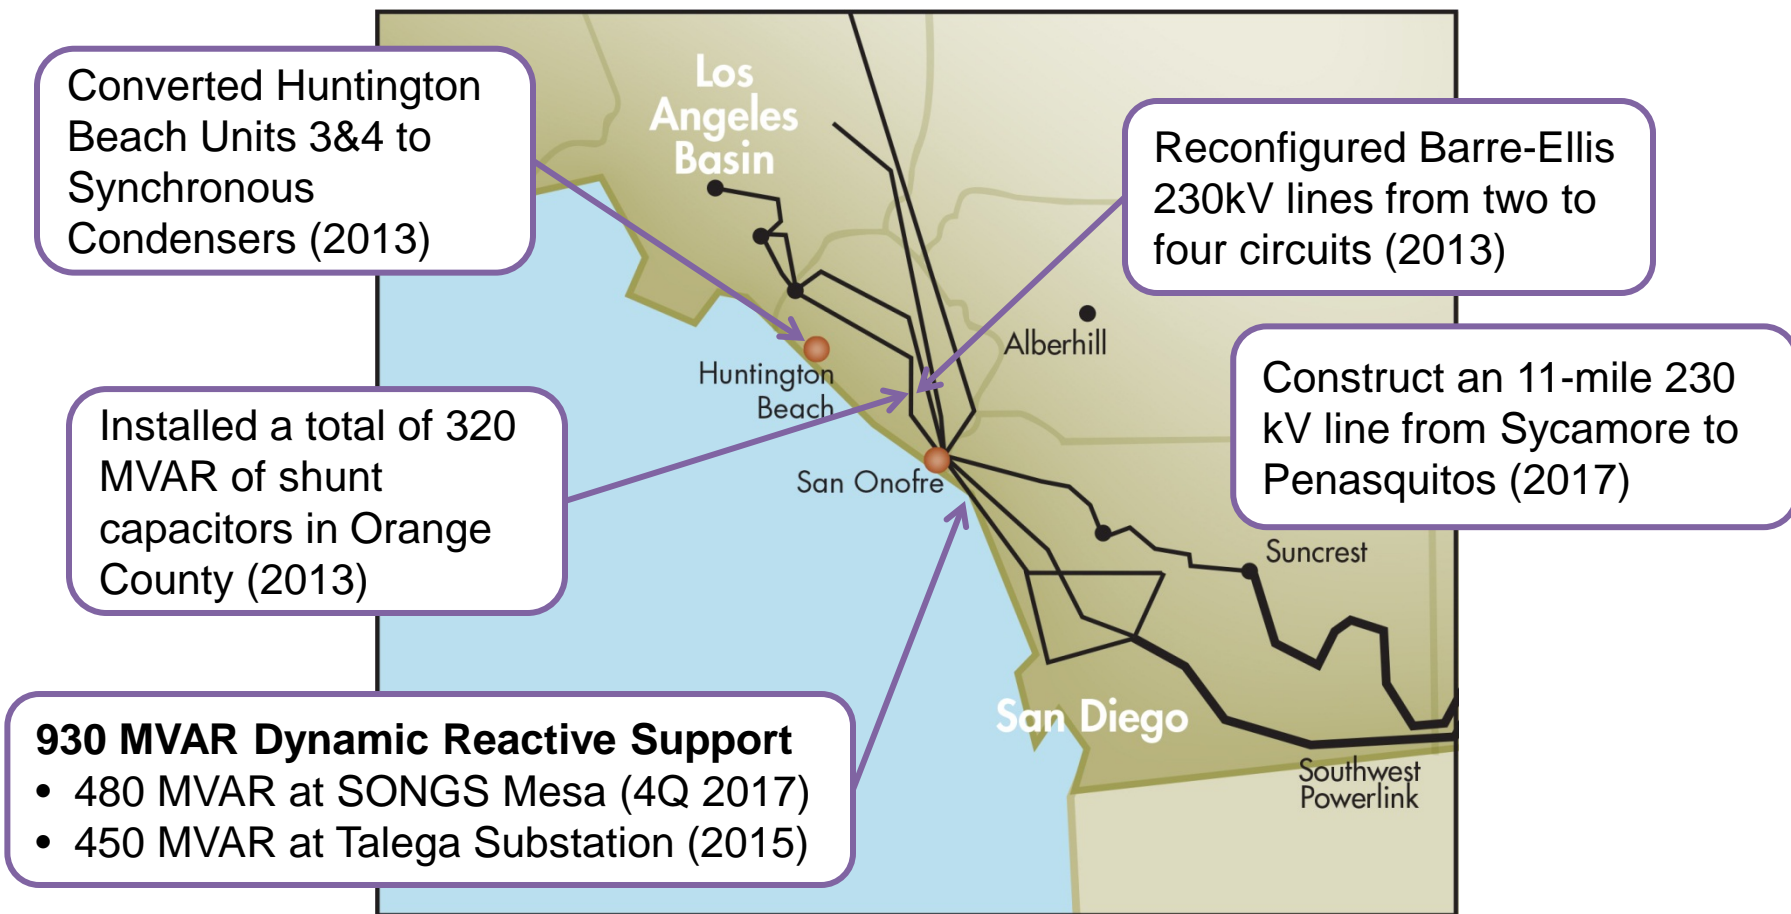 Converted Huntington
Beach Units 3&4 to
Synchronous
Condensers (2013)
Los
Angeles
Basin
Reconfigured Barre-Ellis
230kV lines from two to
four circuits (2013)
Alberhill
Huntington
Beach
Construct an 11-mile 230
kV line from Sycamore to
Penasquitos (2017)
Installed a total of 320
MVAR of shunt
capacitors in Orange
County (2013)
San Onofre
Suncrest
San Diego
930 MVAR Dynamic Reactive Support
• 480 MVAR at SONGS Mesa (4Q 2017)
• 450 MVAR at Talega Substation (2015)
Southwest
Powerlink